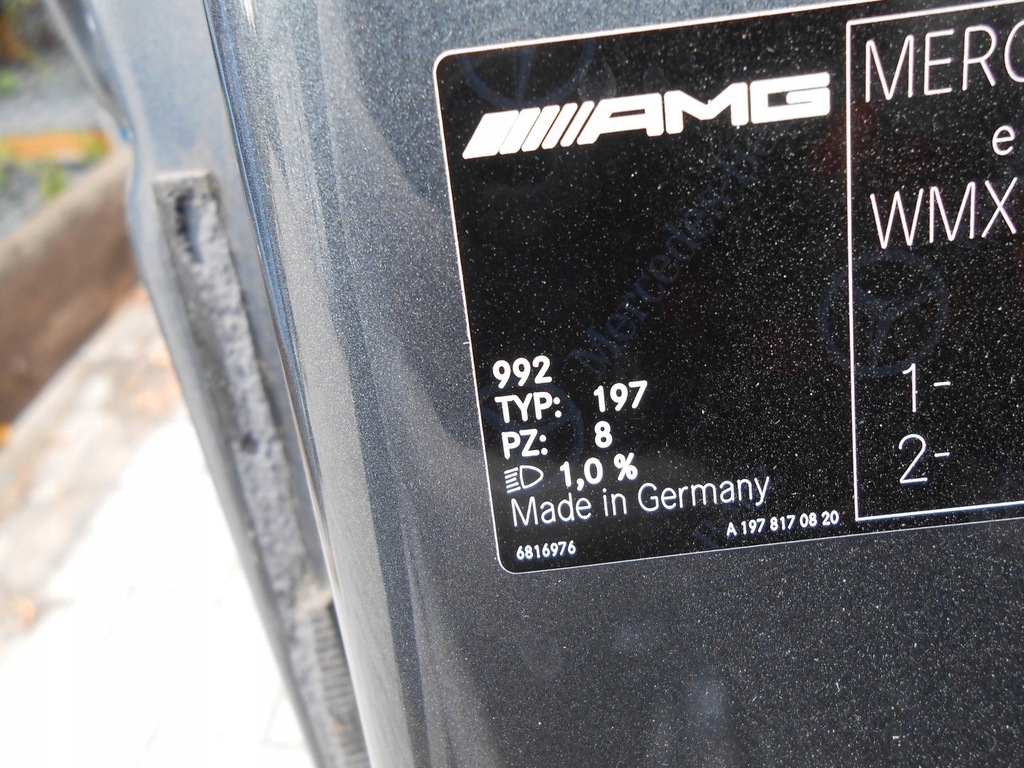 AMG
992
TYP: 197
PZ: 8
1,0 %
Made in Germany
6816976
A 197 817 08 20
MERC
e
WMX
1-
2-
Mercedes-B